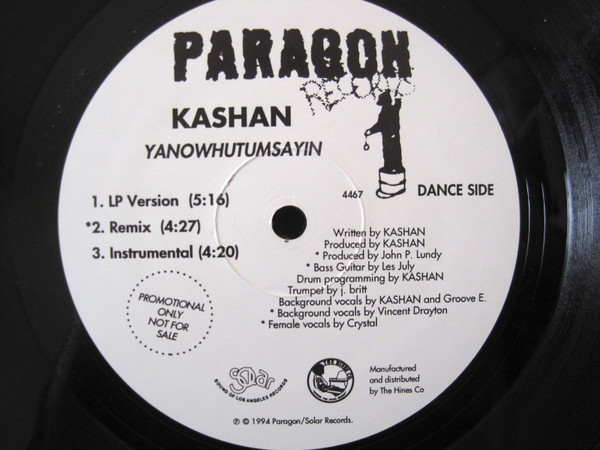 PARAGON
RECORDS
KASHAN
YANOWHUTUMSAYIN
1
4467
DANCE SIDE
1. LP Version (5:16)
*2. Remix (4:27)
3. Instrumental (4:20)
Written by KASHAN
Produced by KASHAN
* Produced by John P. Lundy
* Bass Guitar by Les July
Drum programming by KASHAN
Trumpet by j. britt
Background vocals by KASHAN and Groove E.
* Background vocals by Vincent Drayton
* Female vocals by Crystal
PROMOTIONAL
ONLY
NOT FOR
SALE
Solar
SOUND OF LOS ANGELES RECORDS
Manufactured
and distributed
by The Hines Co
℗ © 1994 Paragon/Solar Records.